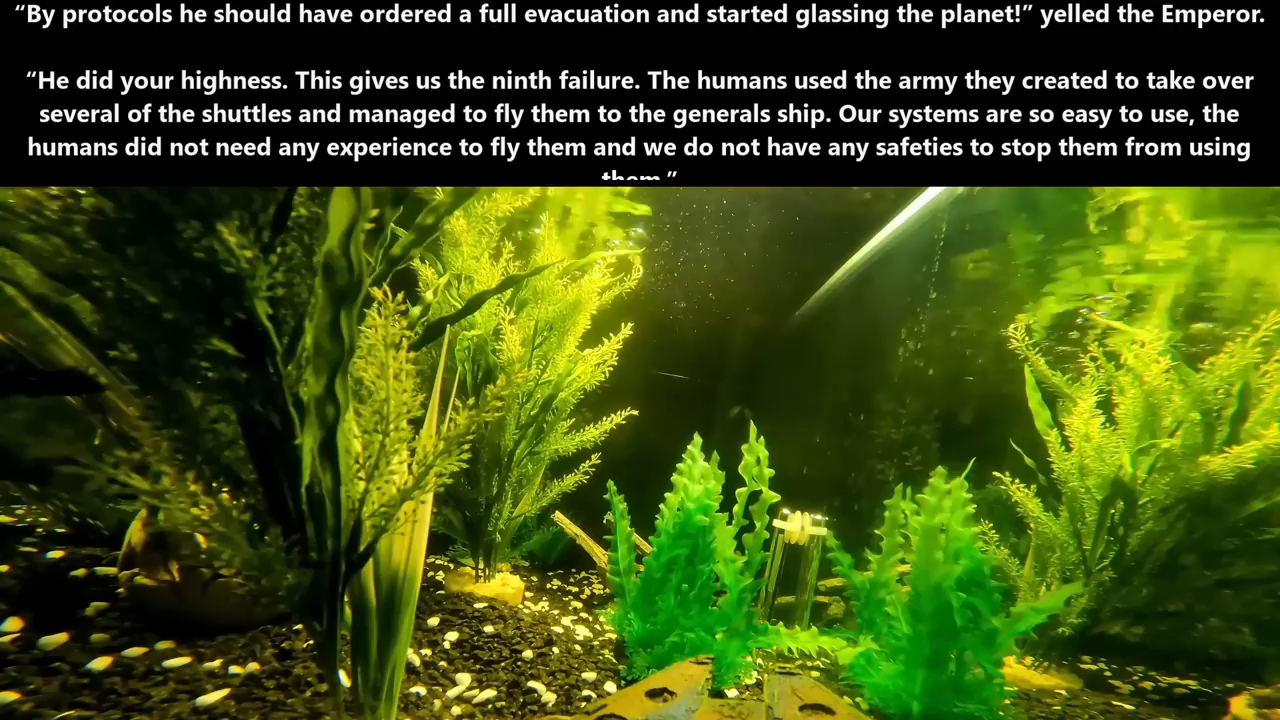 “By protocols he should have ordered a full evacuation and started glassing the planet!” yelled the Emperor.
“He did your highness. This gives us the ninth failure. The humans used the army they created to take over
several of the shuttles and managed to fly them to the generals ship. Our systems are so easy to use, the
humans did not need any experience to fly them and we do not have any safeties to stop them from using
them.”